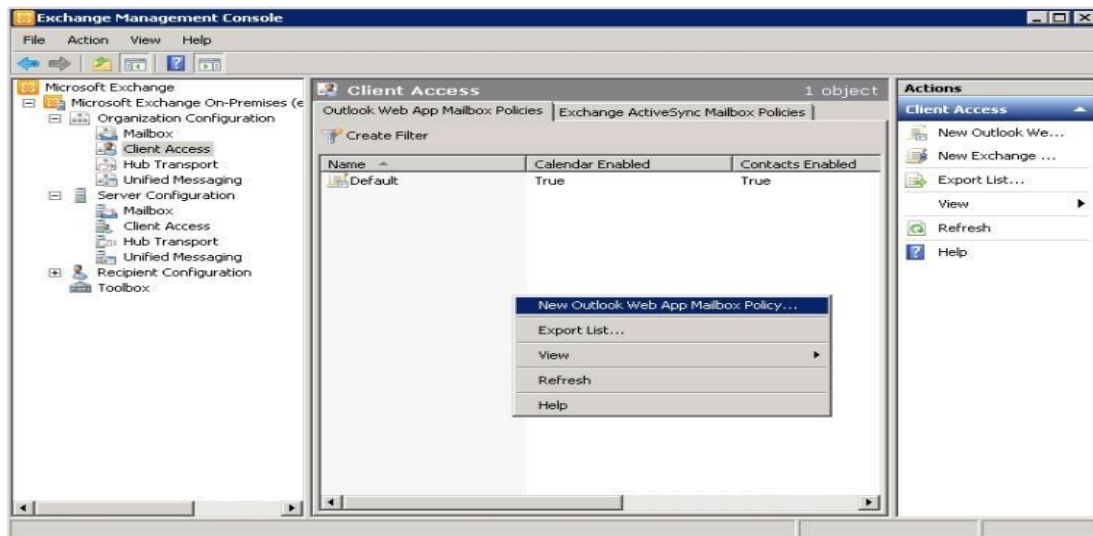 Exchange Management Console
File Action View Help
Microsoft Exchange
Microsoft Exchange On-Premises (e
Organization Configuration
Mailbox
Client Access
Hub Transport
Unified Messaging
Server Configuration
Mailbox
Client Access
Hub Transport
Unified Messaging
Recipient Configuration
Toolbox
Client Access 1 object
Outlook Web App Mailbox Policies Exchange ActiveSync Mailbox Policies
Create Filter
Name Calendar Enabled Contacts Enabled
Default True True
New Outlook Web App Mailbox Policy...
Export List...
View
Refresh
Help
Actions
Client Access
New Outlook We...
New Exchange ...
Export List...
View
Refresh
Help